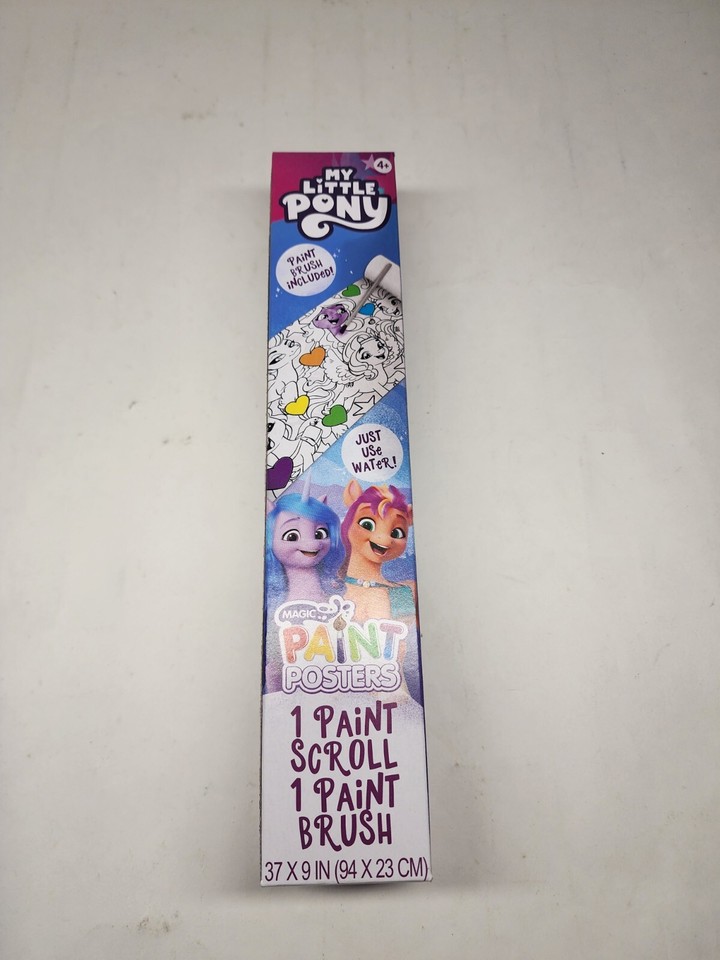 4+
MY
LiTTLE
PONY
PAiNT
BRUSH
iNCLUDeD!
JUST
USe
WATeR!
MAGIC
PAiNT
POSTERS
1 PAiNT
SCROLL
1 PAiNT
BRUSH
37 X 9 IN (94 X 23 CM)